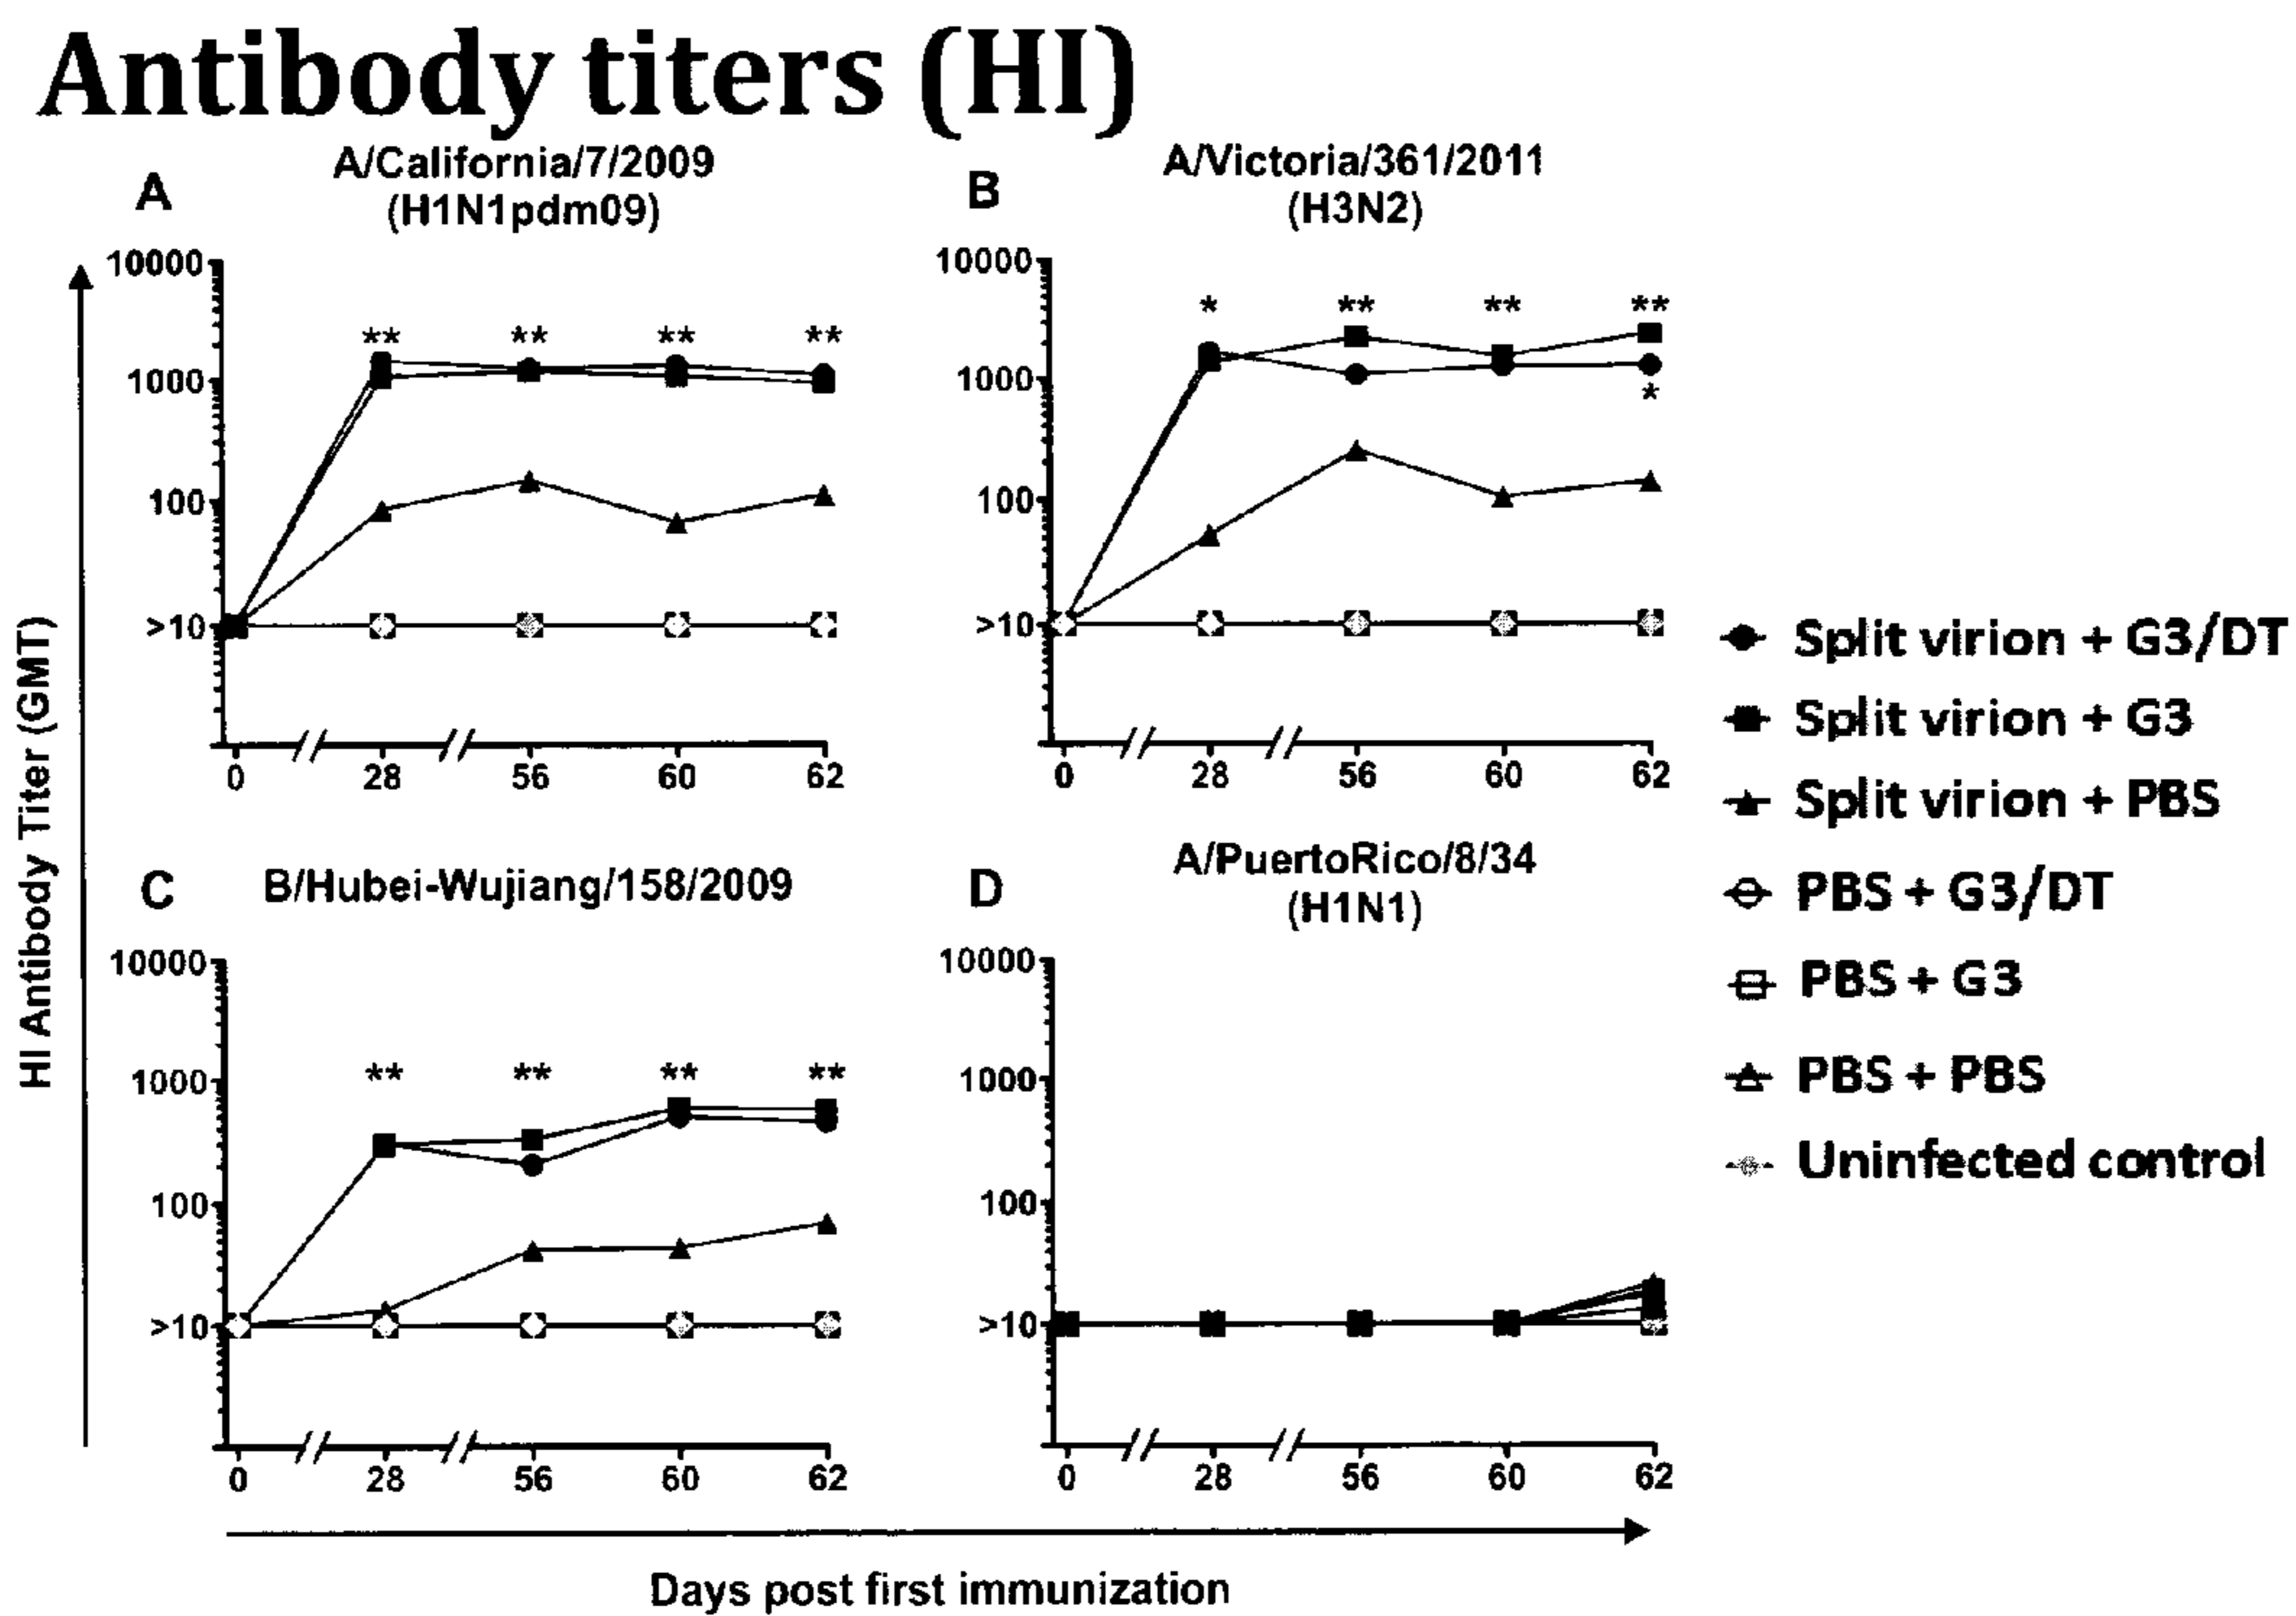 Antibody titers (HI)
A
A/California/7/2009
(H1N1pdm09)
10000
1000
100
>10
** ** ** **
0 28 56 60 62
B
A/Victoria/361/2011
(H3N2)
10000
1000
100
>10
* ** ** **
*
0 28 56 60 62
C
B/Hubei-Wujiang/158/2009
10000
1000
100
>10
** ** ** **
0 28 56 60 62
D
A/PuertoRico/8/34
(H1N1)
10000
1000
100
>10
0 28 56 60 62
HI Antibody Titer (GMT)
Days post first immunization
Split virion + G3/DT
Split virion + G3
Split virion + PBS
PBS + G3/DT
PBS + G3
PBS + PBS
Uninfected control